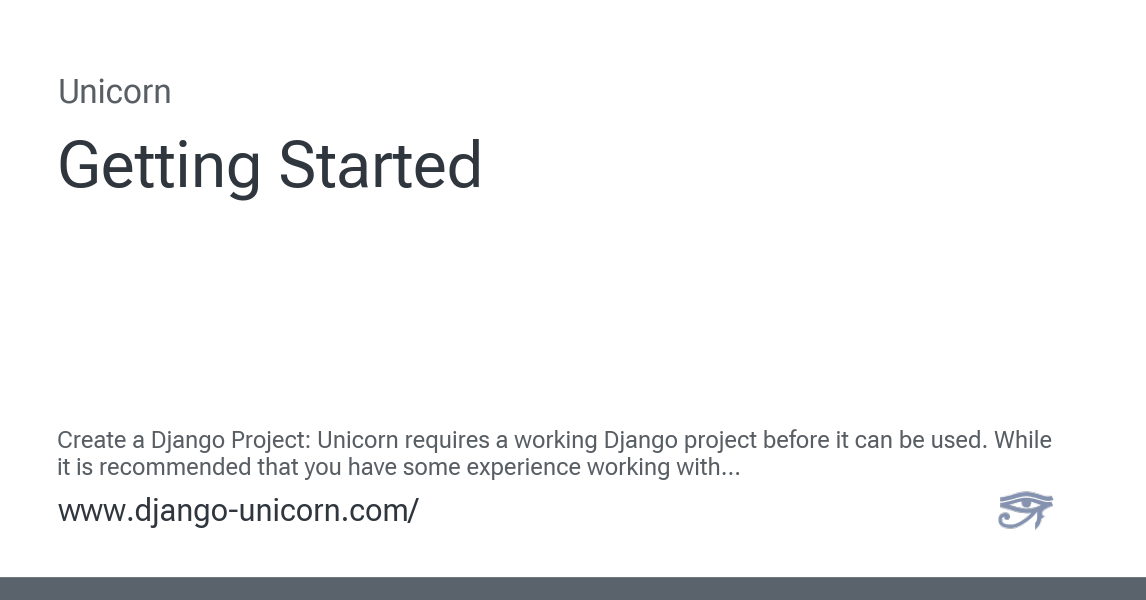 Unicorn
Getting Started
Create a Django Project: Unicorn requires a working Django project before it can be used. While
it is recommended that you have some experience working with...
www.django-unicorn.com/